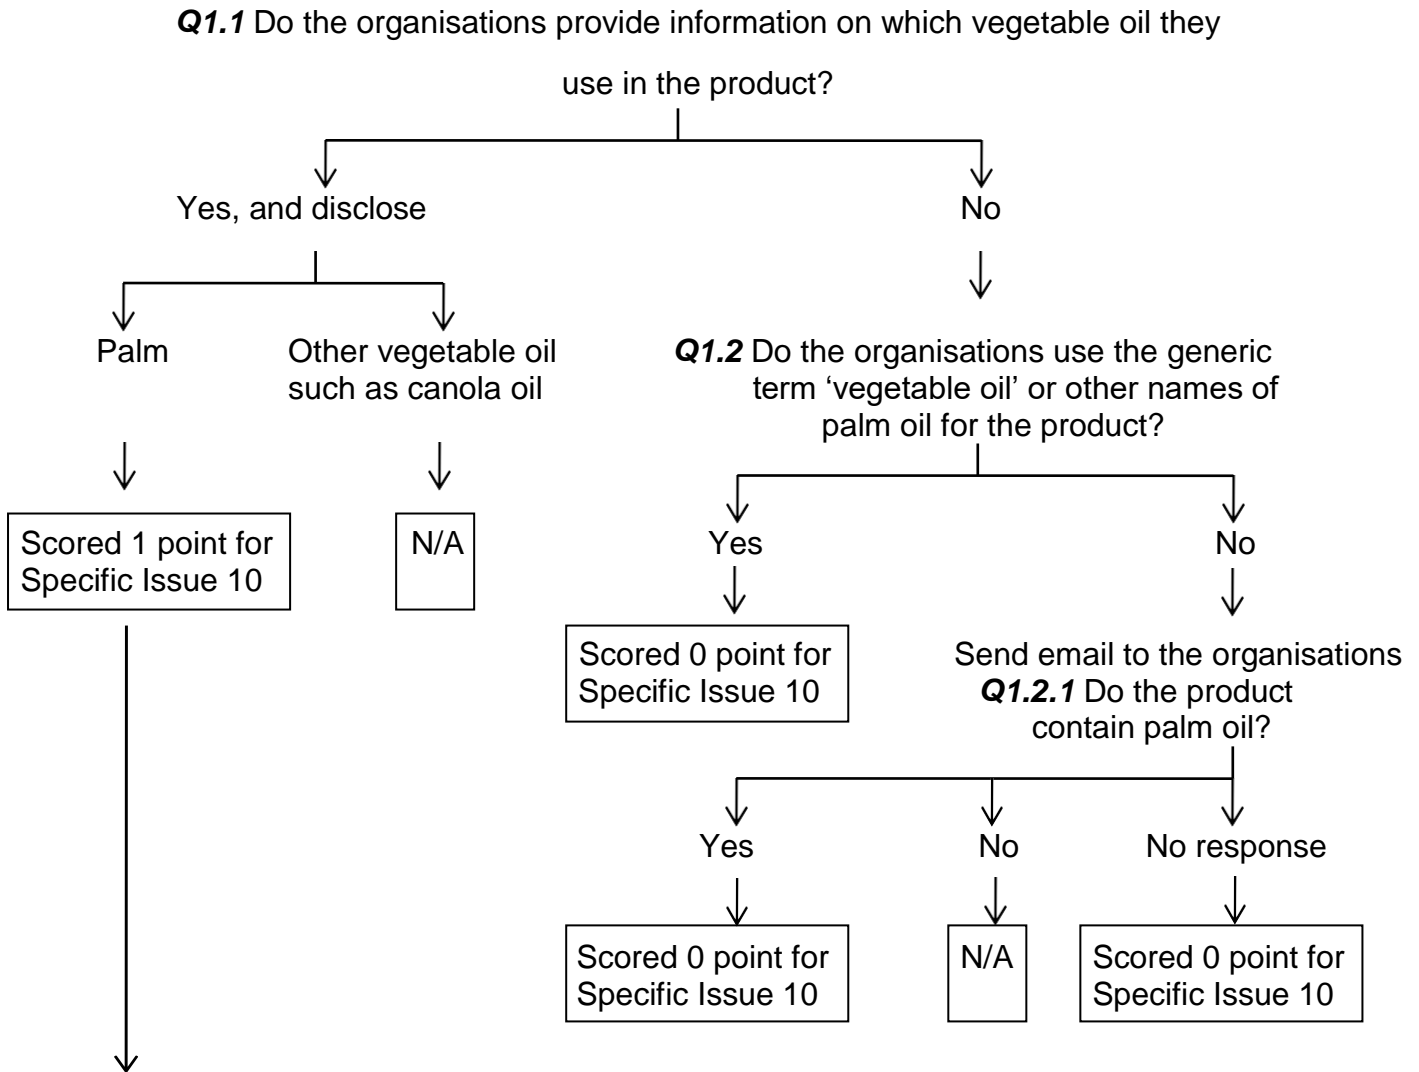 Q1.1 Do the organisations provide information on which vegetable oil they
use in the product?
Yes, and disclose
No
Palm
Other vegetable oil
such as canola oil
Q1.2 Do the organisations use the generic
term ‘vegetable oil’ or other names of
palm oil for the product?
Scored 1 point for
Specific Issue 10
N/A
Yes
No
Scored 0 point for
Specific Issue 10
Send email to the organisations
Q1.2.1 Do the product
contain palm oil?
Yes
No
No response
Scored 0 point for
Specific Issue 10
N/A
Scored 0 point for
Specific Issue 10